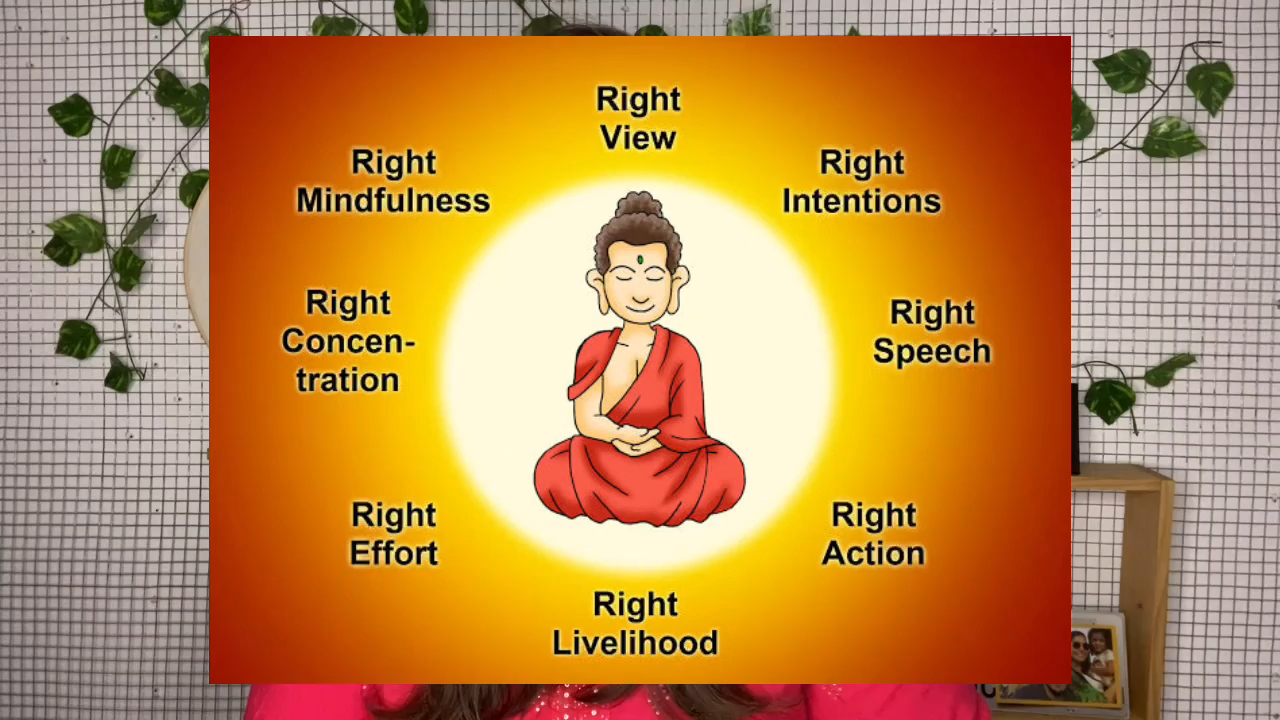 Right
View
Right
Intentions
Right
Speech
Right
Action
Right
Livelihood
Right
Effort
Right
Concen-
tration
Right
Mindfulness